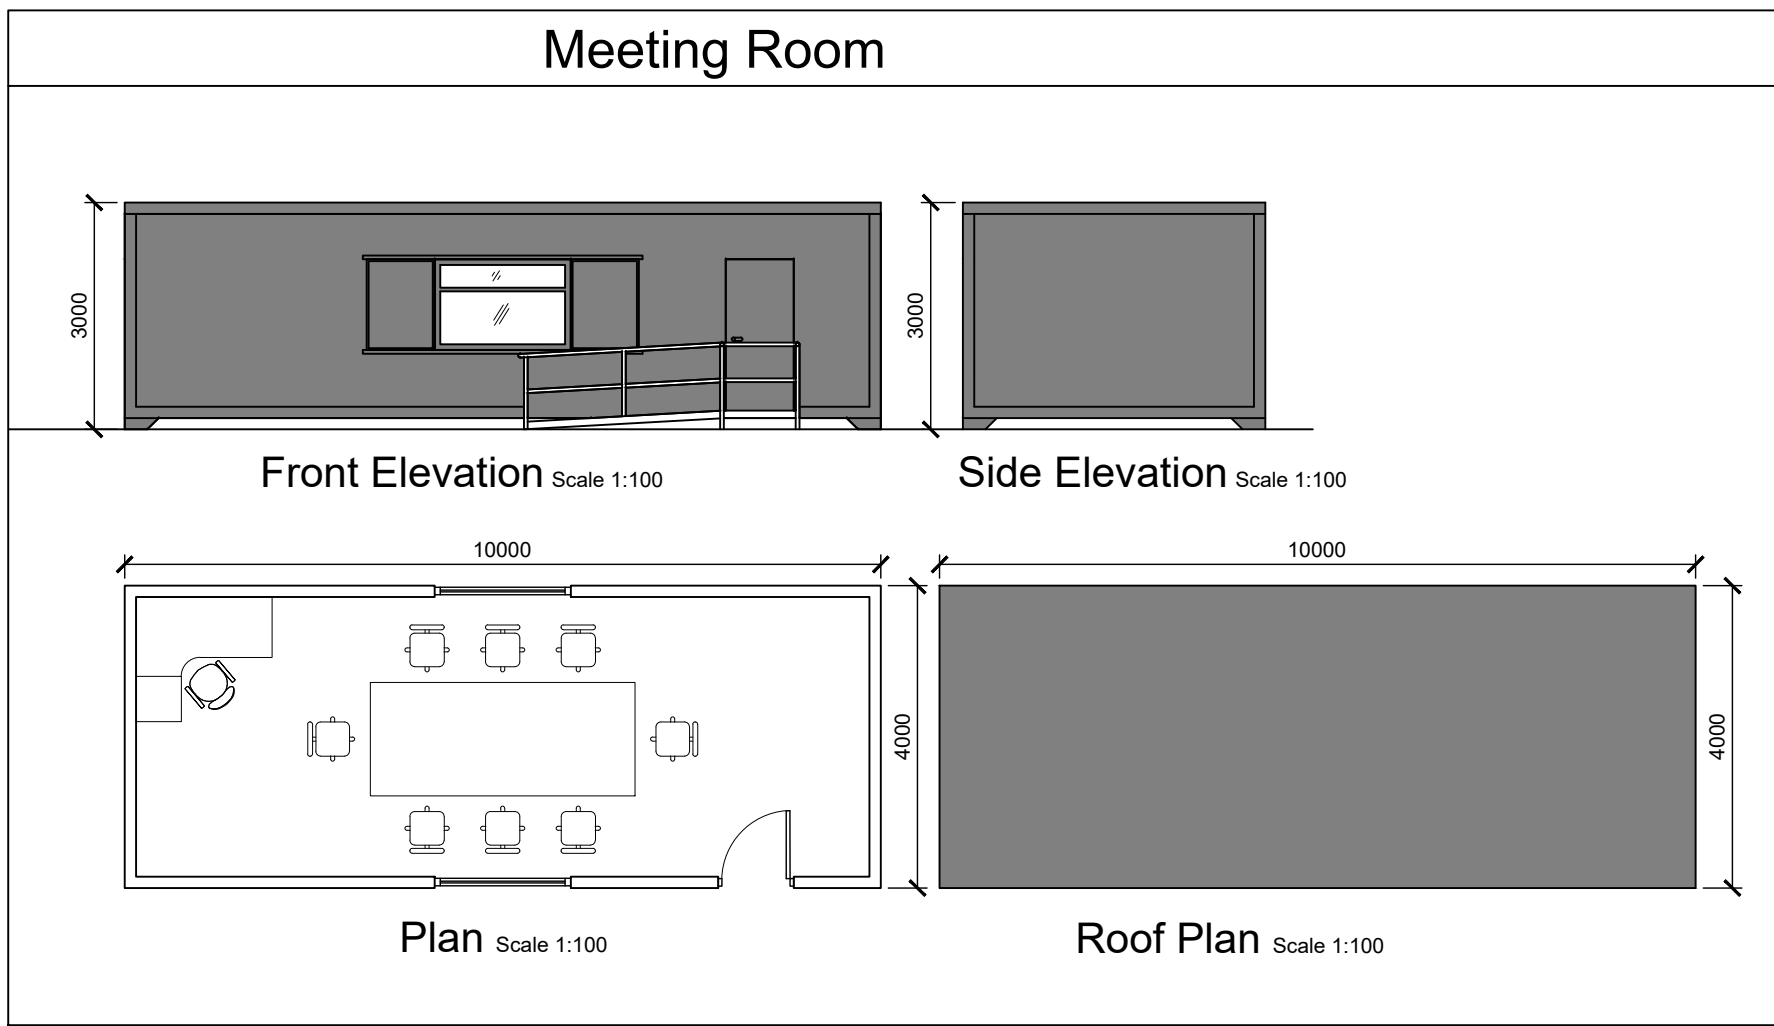 Meeting Room
3000
3000
Front Elevation Scale 1:100
Side Elevation Scale 1:100
10000
10000
4000
4000
Plan Scale 1:100
Roof Plan Scale 1:100